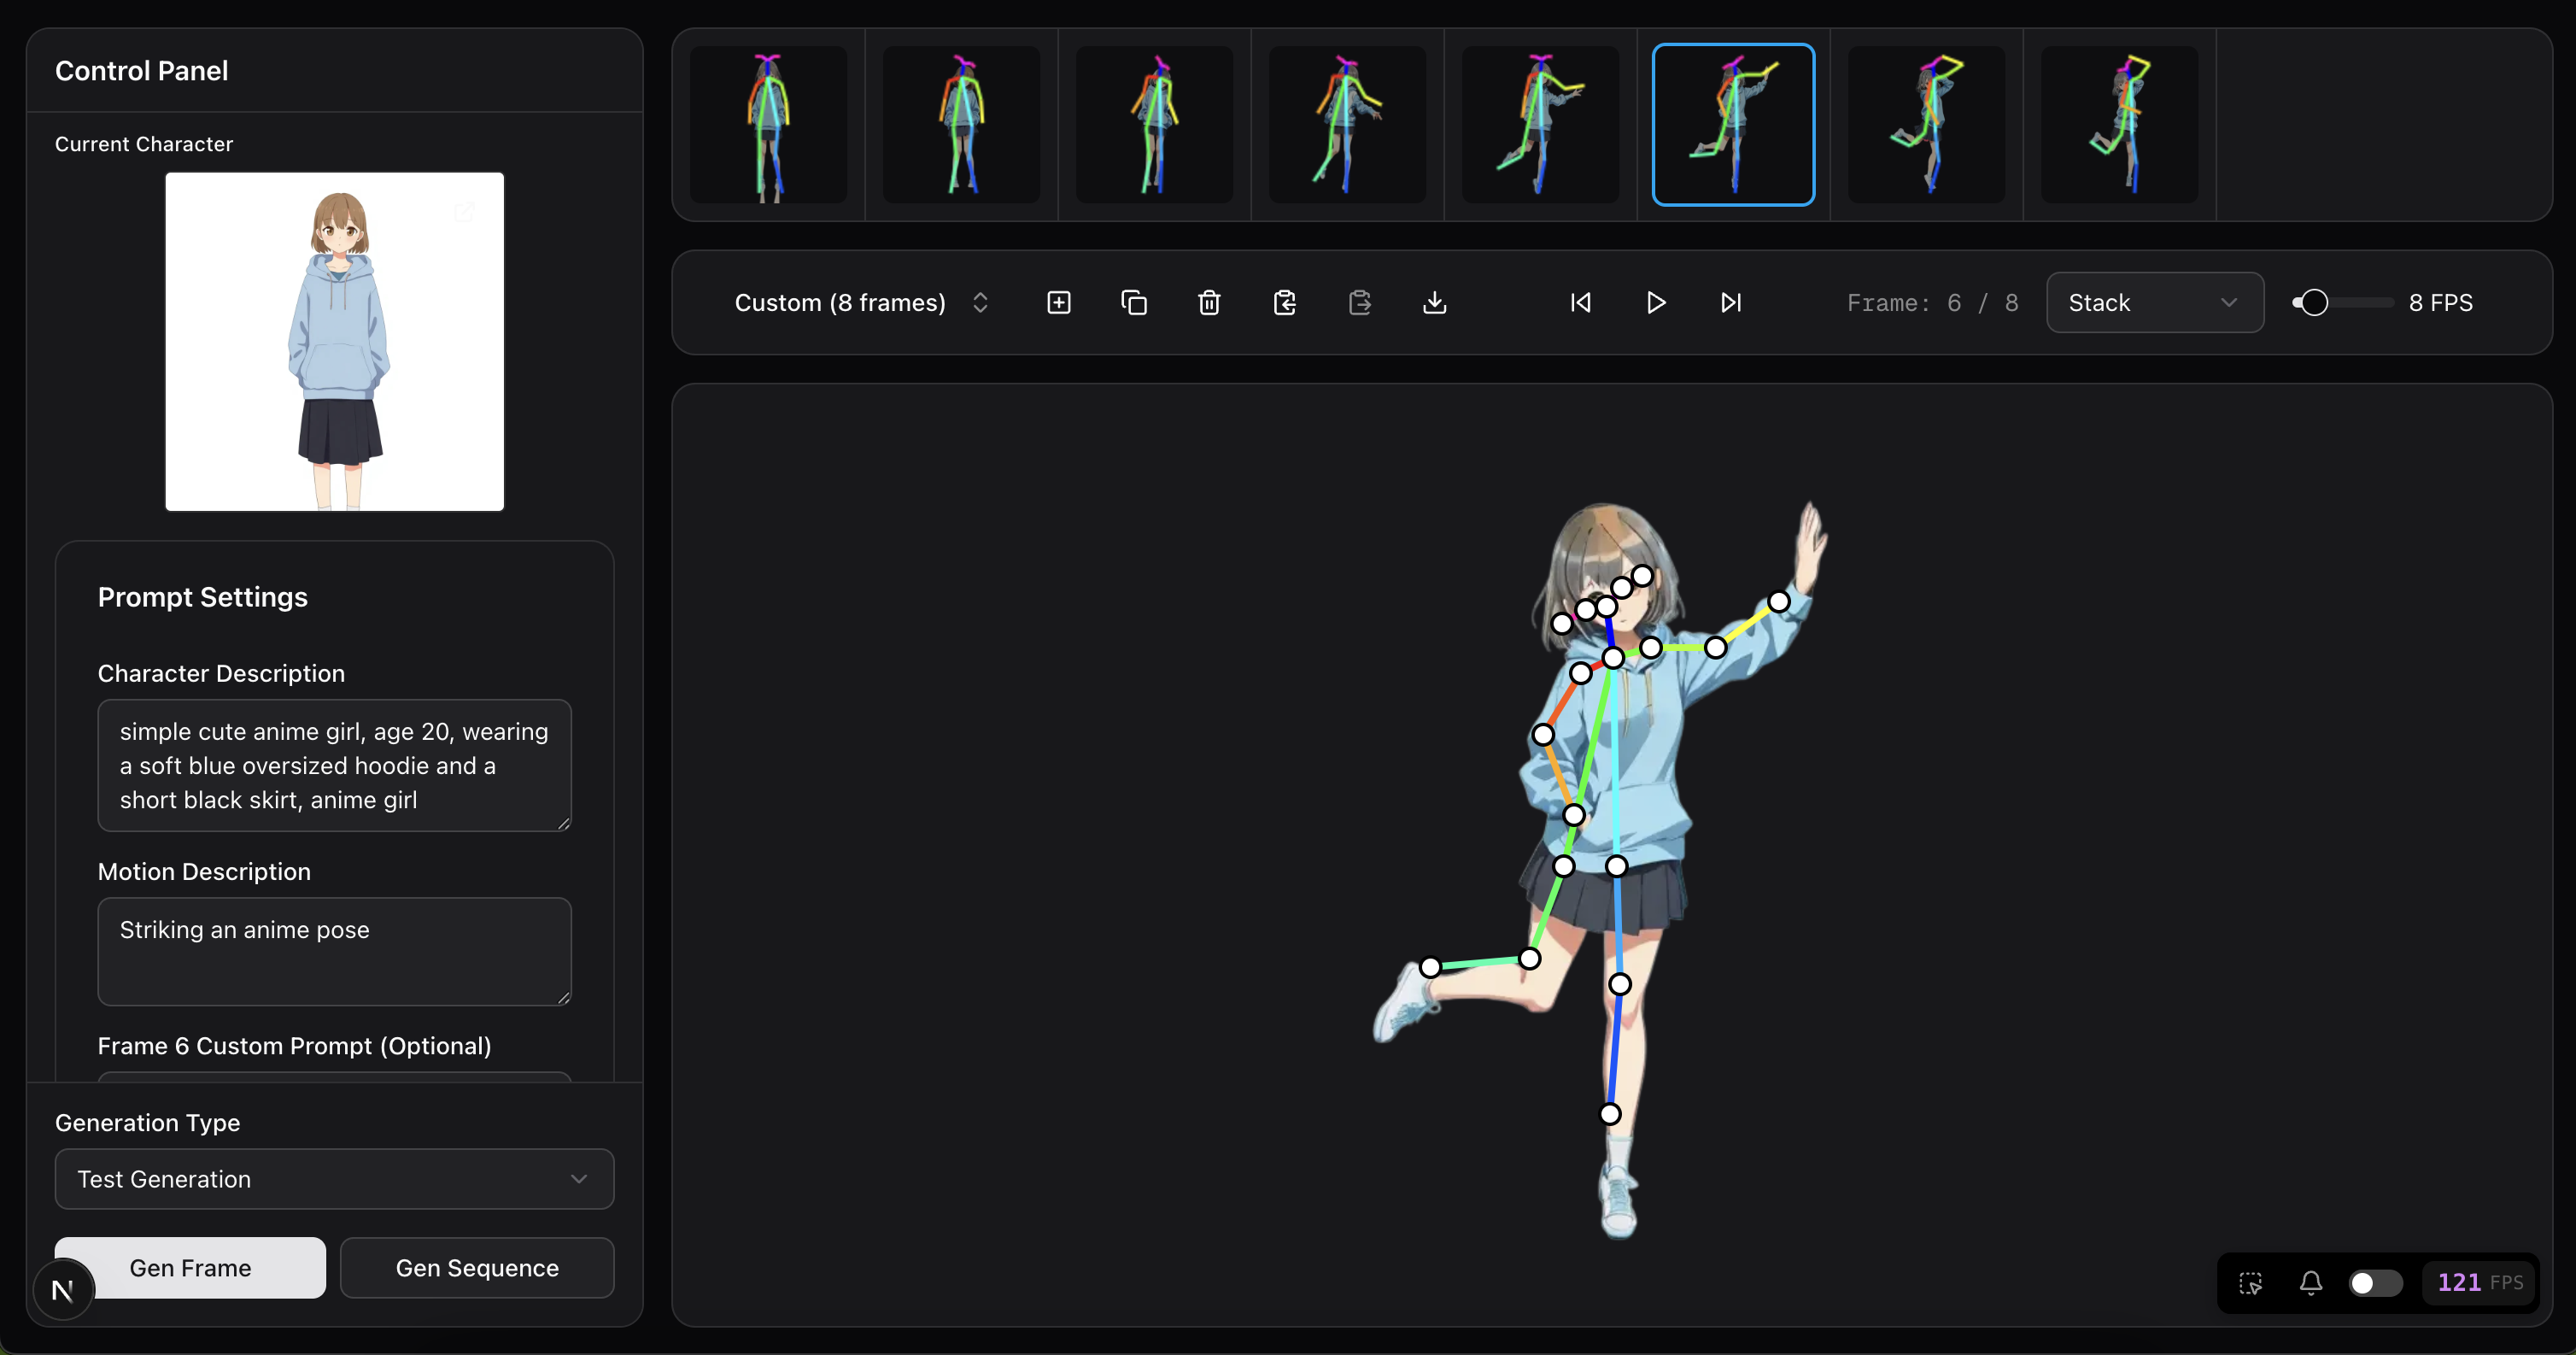 Control Panel
Current Character
Prompt Settings
Character Description
simple cute anime girl, age 20, wearing
a soft blue oversized hoodie and a
short black skirt, anime girl
Motion Description
Striking an anime pose
Frame 6 Custom Prompt (Optional)
Generation Type
Test Generation
Gen Frame
Gen Sequence
N
Custom (8 frames)
Frame: 6 / 8
Stack
8 FPS
121 FPS